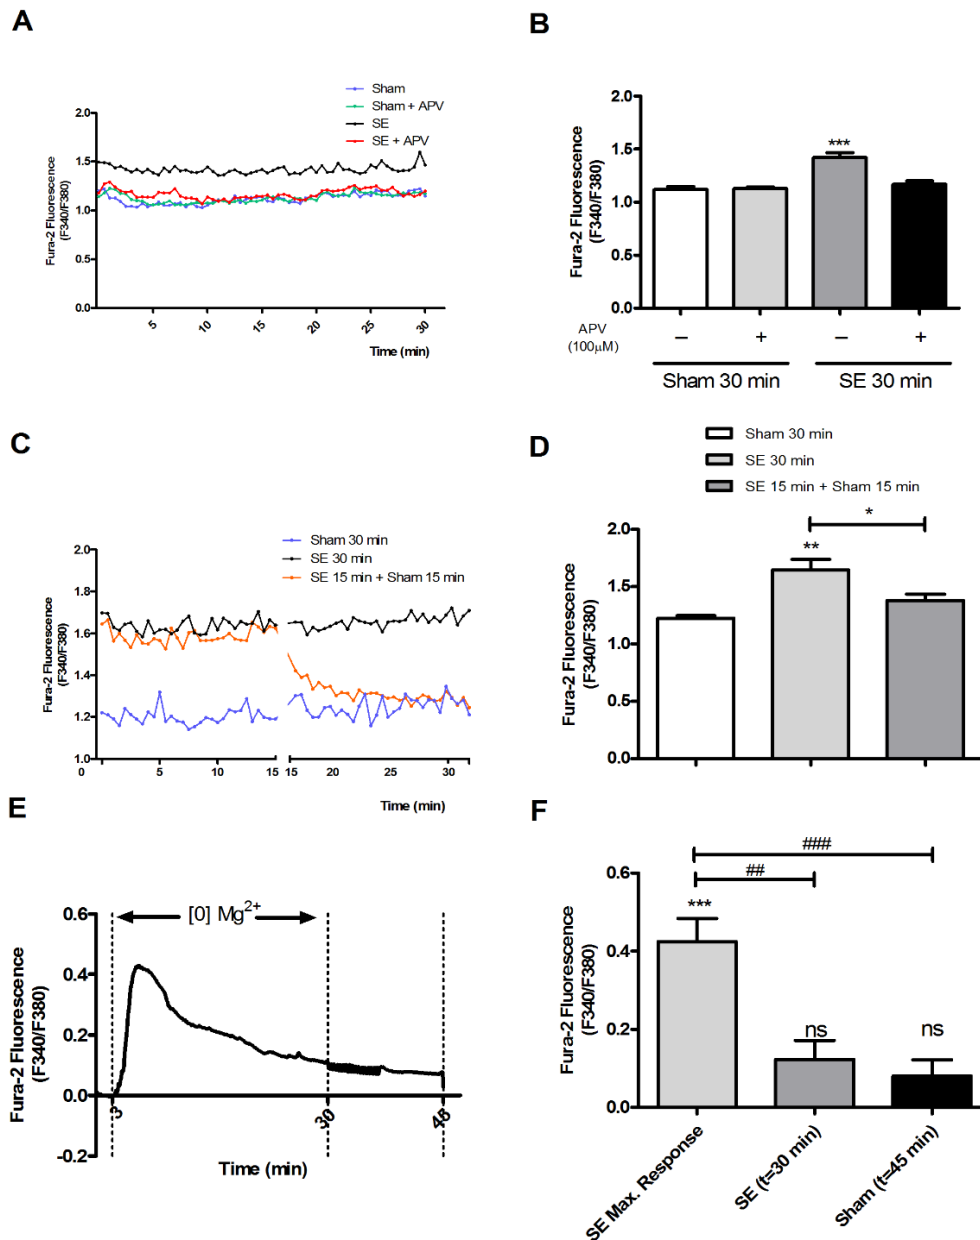 A
Sham
Sham + APV
SE
SE + APV
2.0
1.5
1.0
0.5
0.0
Fura-2 Fluorescence
(F340/F380)
5
10
15
20
25
30
Time (min)
B
2.0
1.5
1.0
0.5
0.0
Fura-2 Fluorescence
(F340/F380)
***
APV
(100µM)
– + – +
Sham 30 min
SE 30 min
C
Sham 30 min
SE 30 min
SE 15 min + Sham 15 min
2.0
1.8
1.6
1.4
1.2
1.0
Fura-2 Fluorescence
(F340/F380)
0
5
10
15
15
20
25
30
Time (min)
D
Sham 30 min
SE 30 min
SE 15 min + Sham 15 min
2.0
1.5
1.0
0.5
0.0
Fura-2 Fluorescence
(F340/F380)
**
*
E
[0] Mg²⁺
0.6
0.4
0.2
0.0
-0.2
Fura-2 Fluorescence
(F340/F380)
3
30
45
Time (min)
F
0.6
0.4
0.2
0.0
Fura-2 Fluorescence
(F340/F380)
###
##
***
ns
ns
SE Max. Response
SE (t=30 min)
Sham (t=45 min)